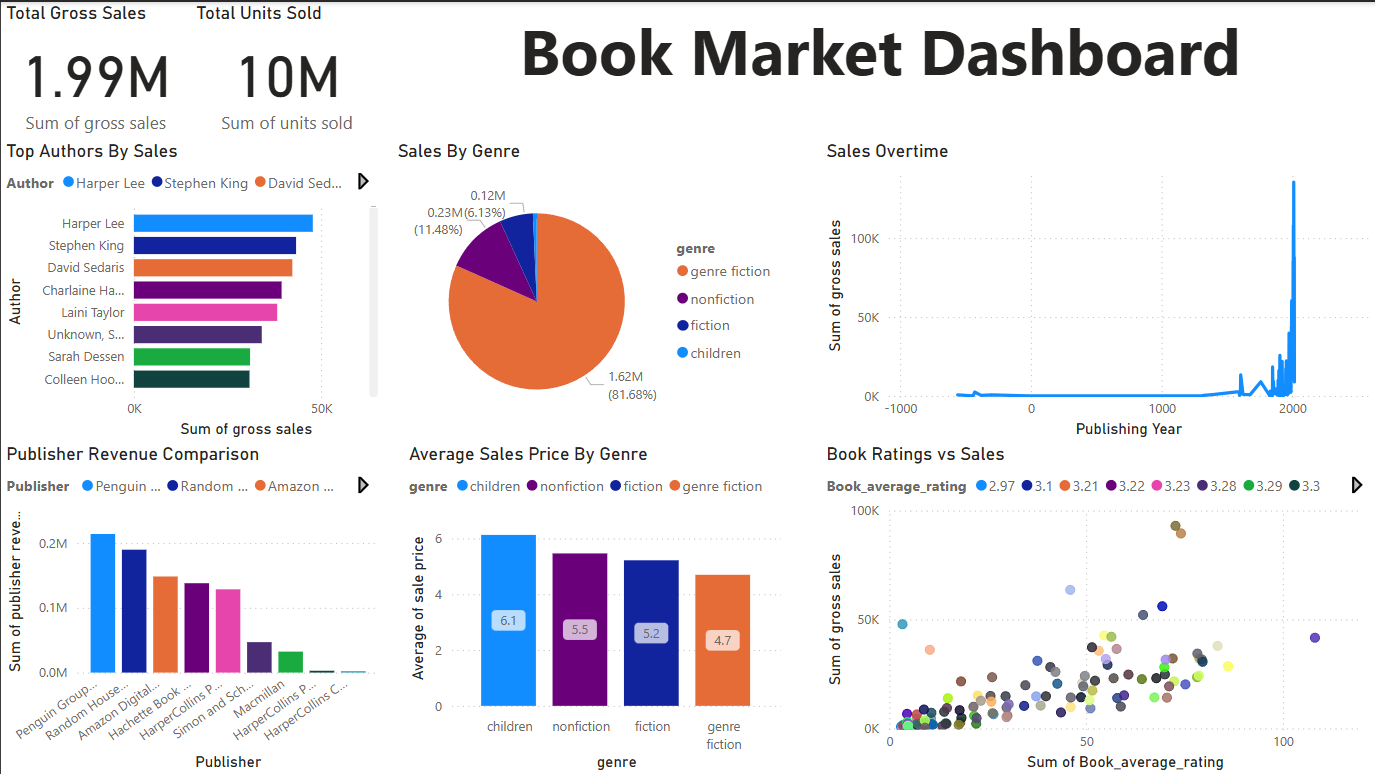 Total Gross Sales
Total Units Sold
Book Market Dashboard
1.99M
10M
Sum of gross sales
Sum of units sold
Top Authors By Sales
Author Harper Lee Stephen King David Sed...
Author
Harper Lee
Stephen King
David Sedaris
Charlaine Ha...
Laini Taylor
Unknown, S...
Sarah Dessen
Colleen Hoo...
0K 50K
Sum of gross sales
Sales By Genre
0.12M
(6.13%)
0.23M
(11.48%)
1.62M
(81.68%)
genre
genre fiction
nonfiction
fiction
children
Sales Overtime
Sum of gross sales
100K
50K
0K
-1000 0 1000 2000
Publishing Year
Publisher Revenue Comparison
Publisher Penguin ... Random ... Amazon ...
Sum of publisher reve...
0.2M
0.1M
0.0M
Penguin Group...
Random House...
Amazon Digital...
Hachette Book ...
HarperCollins P...
Simon and Sch...
Macmillan
HarperCollins P...
HarperCollins C...
Publisher
Average Sales Price By Genre
genre children nonfiction fiction genre fiction
Average of sale price
6
4
2
0
6.1
5.5
5.2
4.7
children
nonfiction
fiction
genre
fiction
genre
Book Ratings vs Sales
Book_average_rating 2.97 3.1 3.21 3.22 3.23 3.28 3.29 3.3
Sum of gross sales
100K
50K
0K
0 50 100
Sum of Book_average_rating